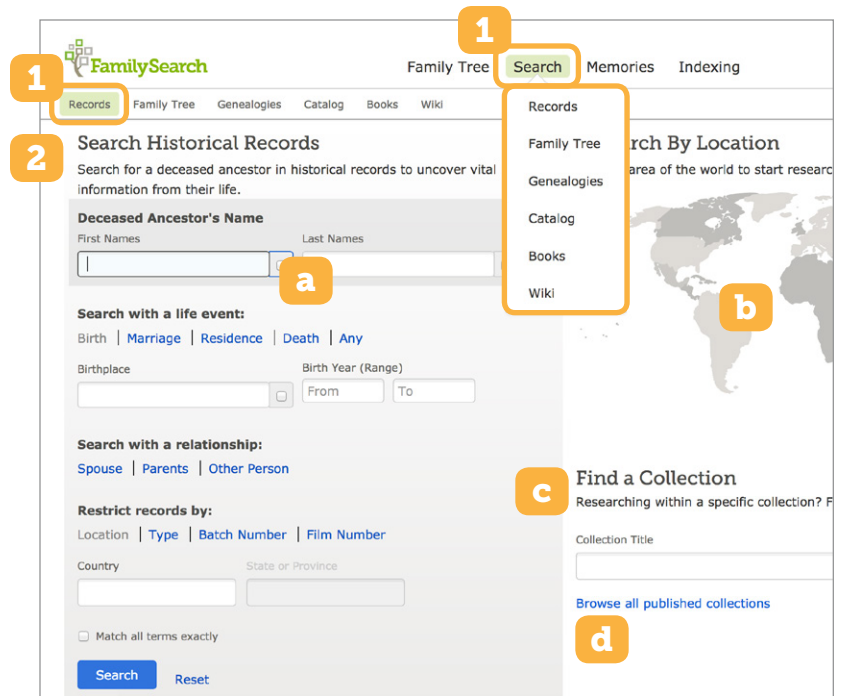 1
FamilySearch
Family Tree Search Memories Indexing
1
Records Family Tree Genealogies Catalog Books Wiki
Records
Family Tree
Genealogies
Catalog
Books
Wiki
2
Search Historical Records
Search for a deceased ancestor in historical records to uncover vital
information from their life.
Deceased Ancestor's Name
First Names Last Names
a
Search with a life event:
Birth | Marriage | Residence | Death | Any
Birthplace Birth Year (Range)
From To
Search with a relationship:
Spouse | Parents | Other Person
Restrict records by:
Location | Type | Batch Number | Film Number
Country State or Province
Match all terms exactly
Search Reset
rch By Location
area of the world to start researc
b
c
Find a Collection
Researching within a specific collection? F
Collection Title
Browse all published collections
d